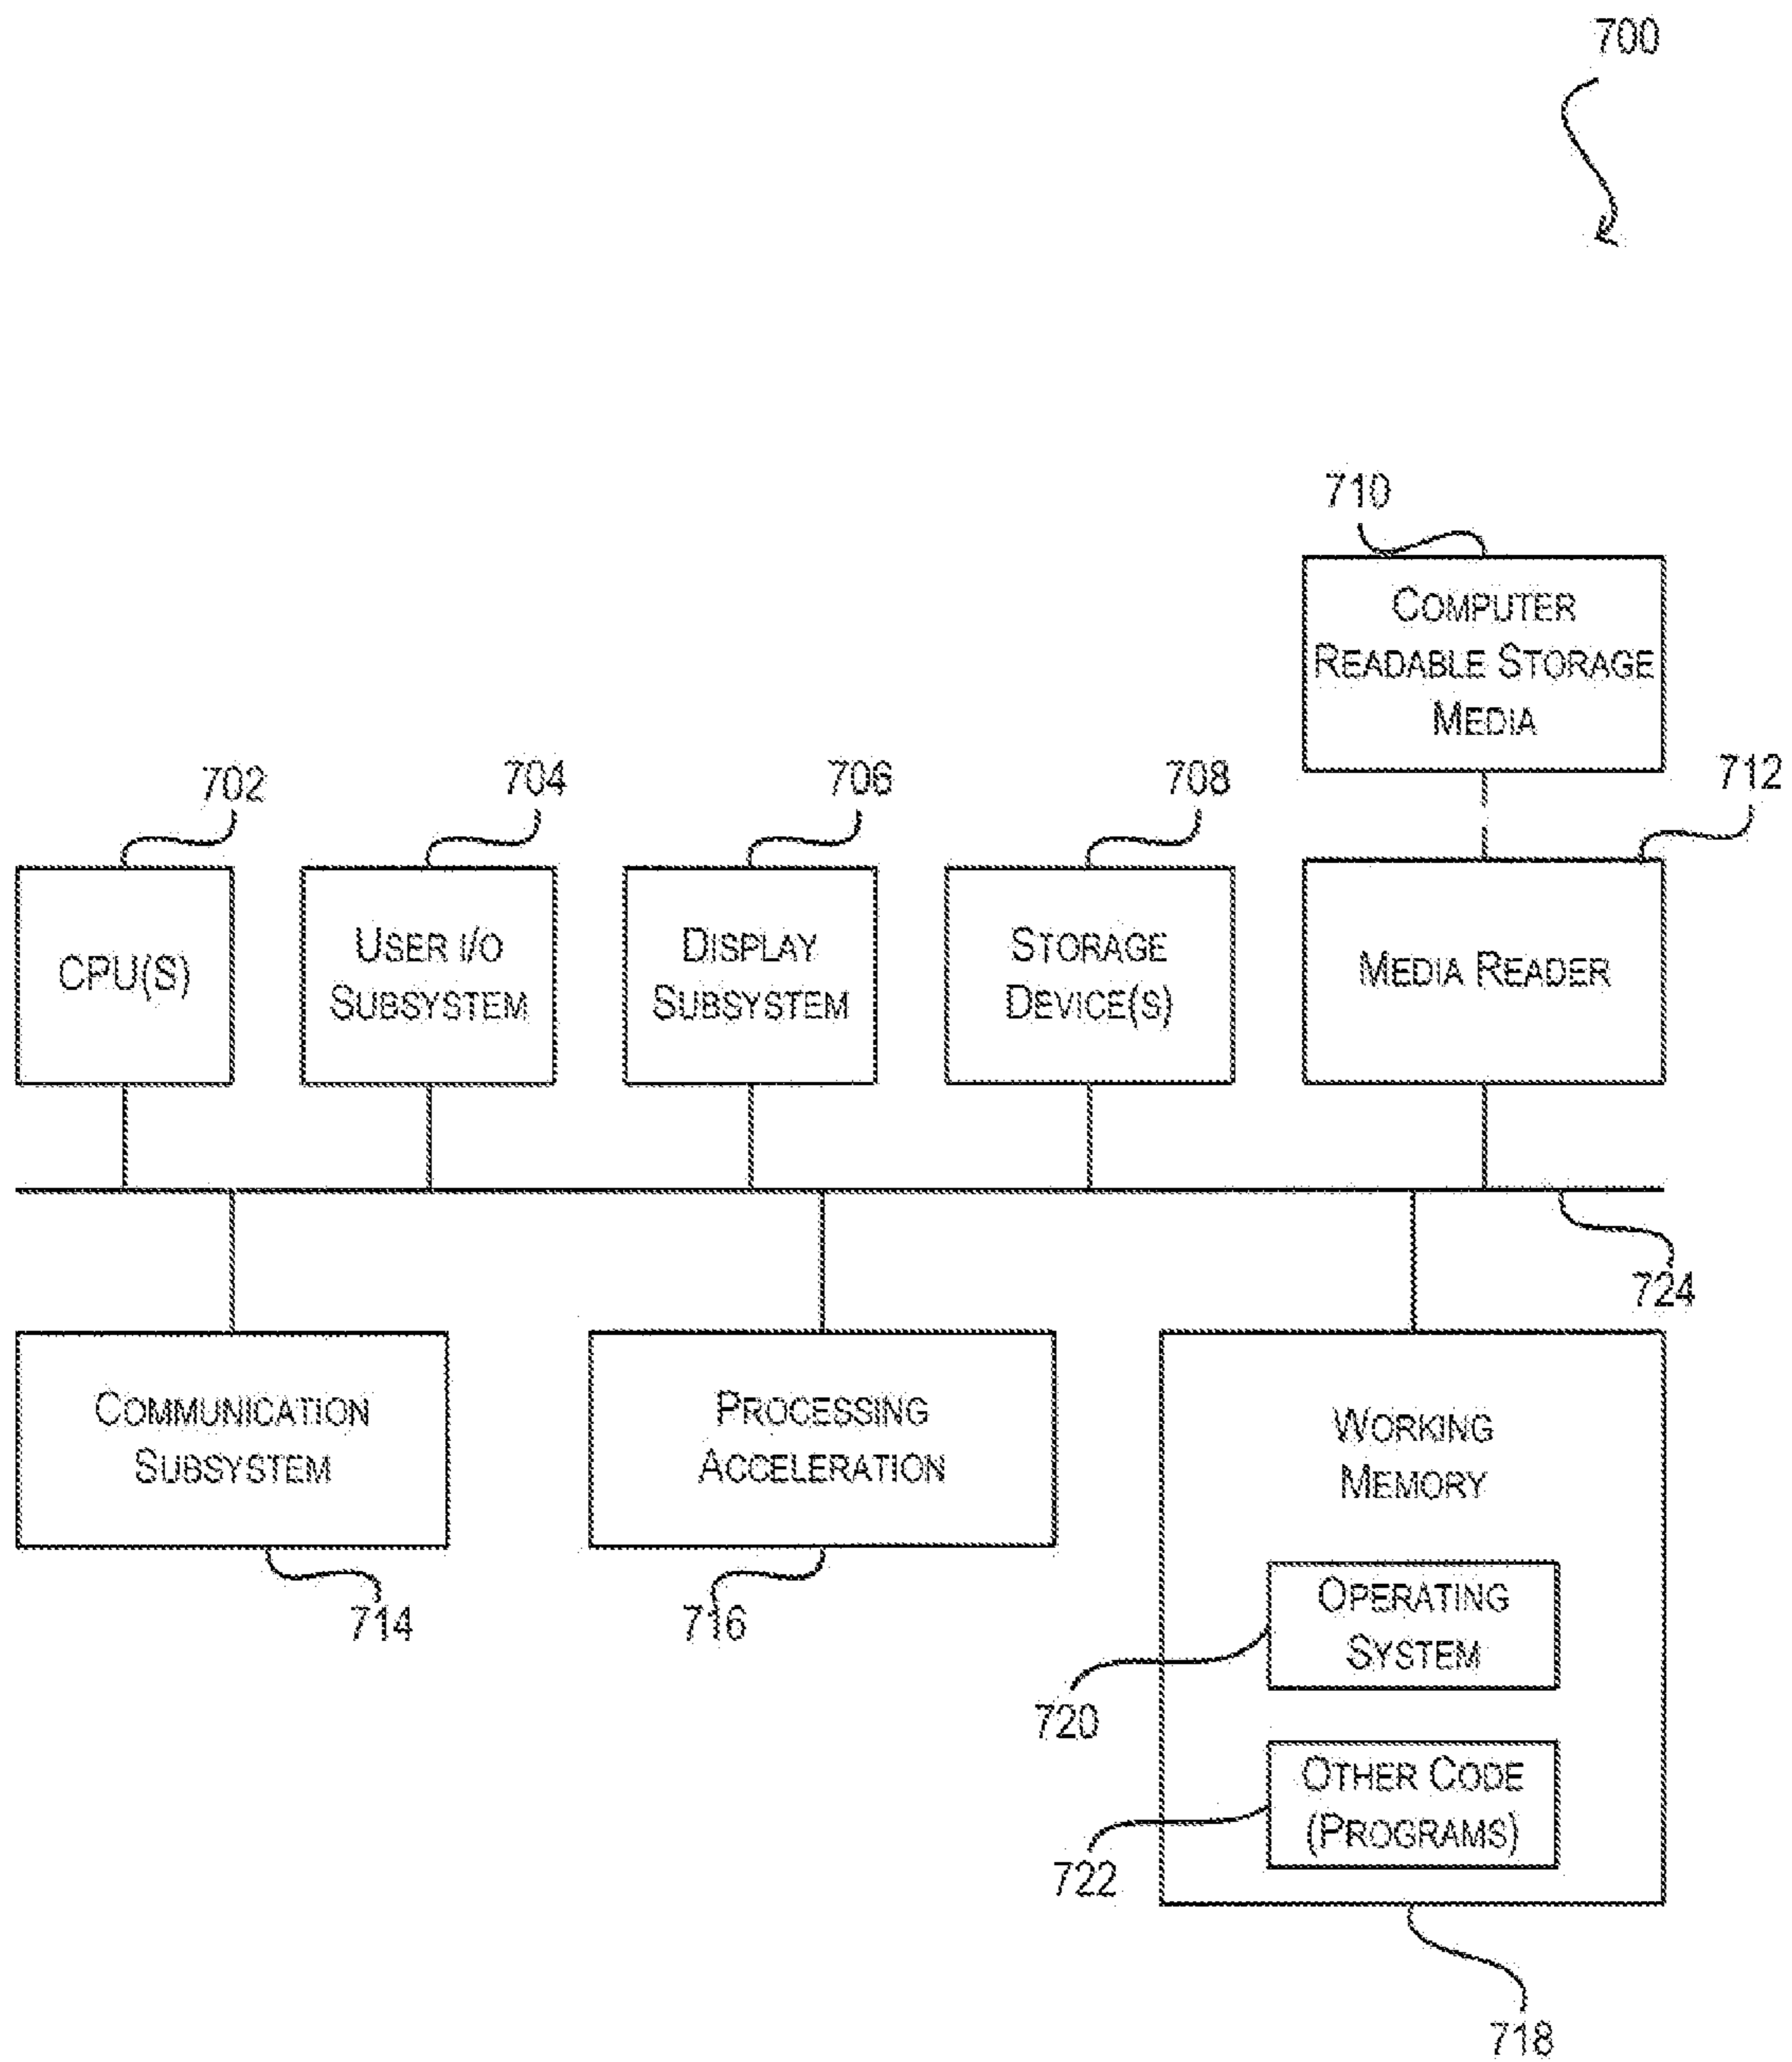 700
710
COMPUTER
READABLE STORAGE
MEDIA
702
704
706
708
712
CPU(S)
USER I/O
SUBSYSTEM
DISPLAY
SUBSYSTEM
STORAGE
DEVICE(S)
MEDIA READER
724
COMMUNICATION
SUBSYSTEM
PROCESSING
ACCELERATION
WORKING
MEMORY
714
716
OPERATING
SYSTEM
720
OTHER CODE
(PROGRAMS)
722
718